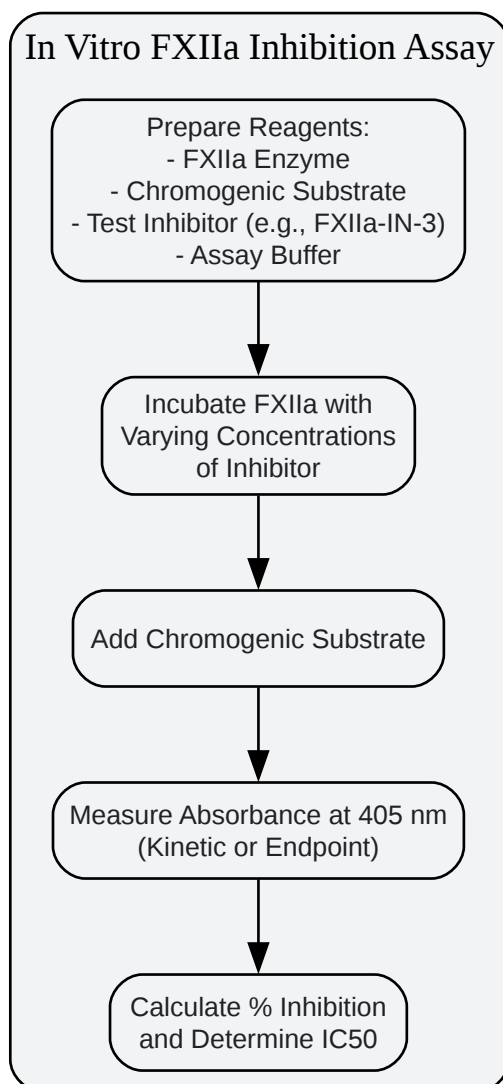 In Vitro FXIIa Inhibition Assay
Prepare Reagents:
- FXIIa Enzyme
- Chromogenic Substrate
- Test Inhibitor (e.g., FXIIa-IN-3)
- Assay Buffer
Incubate FXIIa with
Varying Concentrations
of Inhibitor
Add Chromogenic Substrate
Measure Absorbance at 405 nm
(Kinetic or Endpoint)
Calculate % Inhibition
and Determine IC50